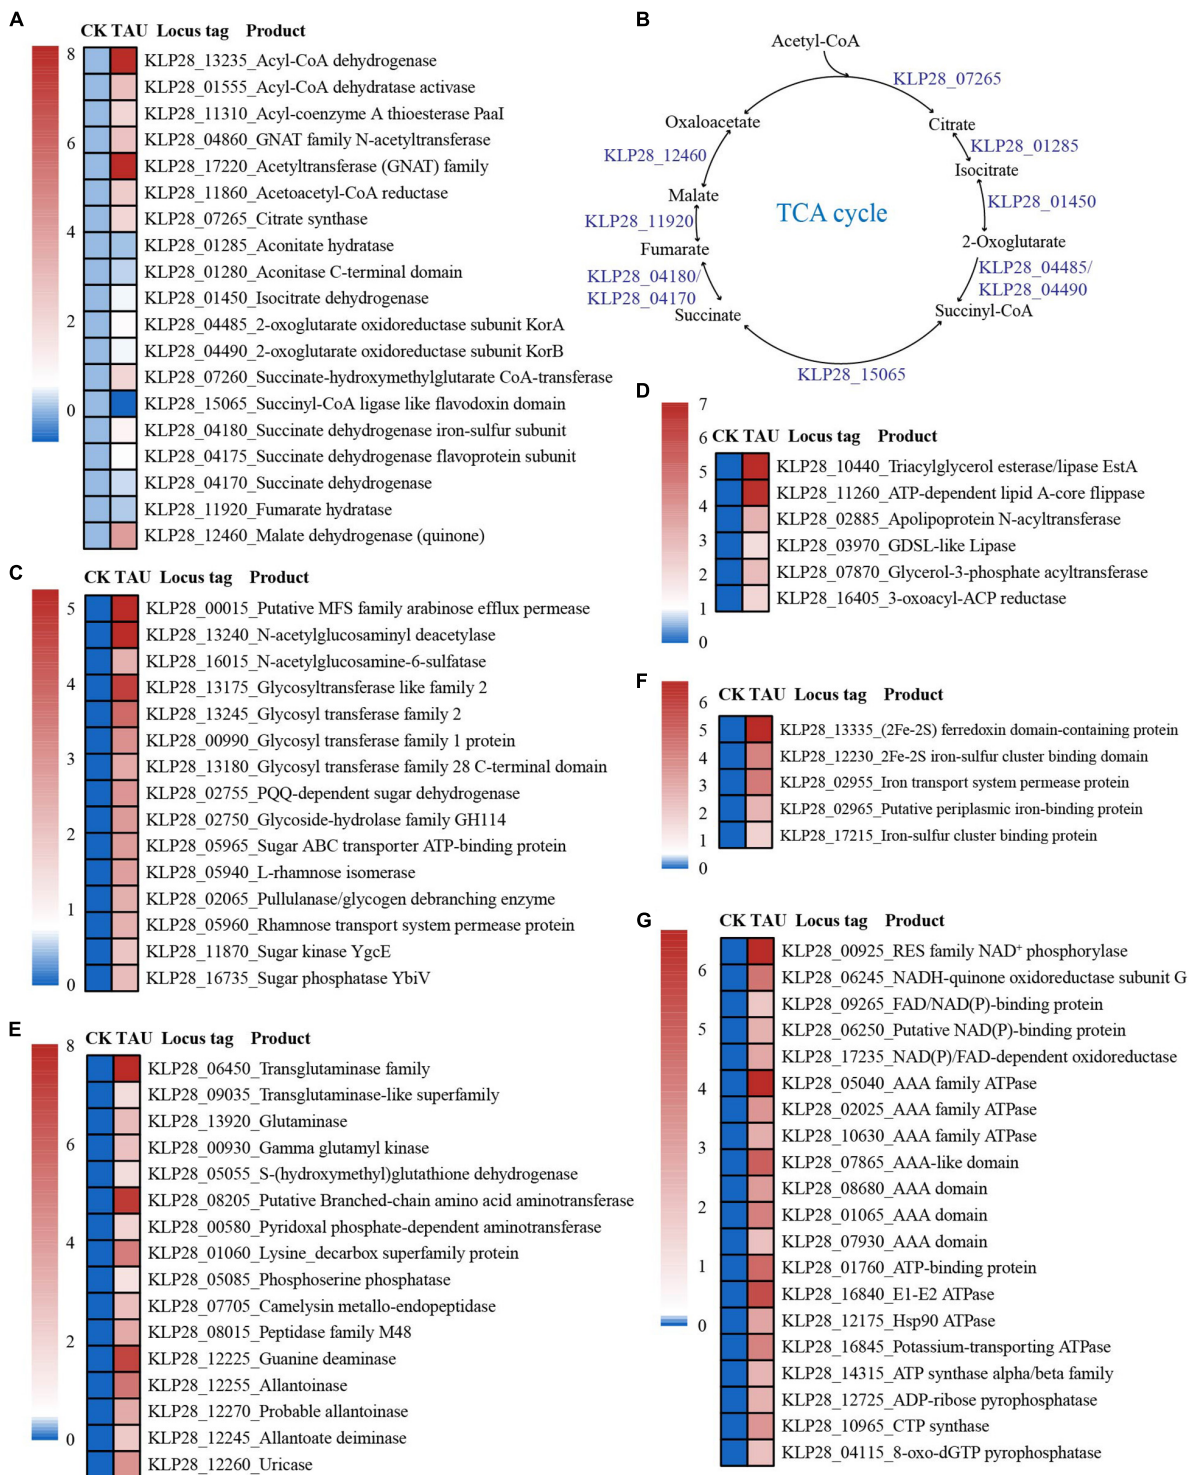 A
CK TAU Locus tag Product
8
6
4
2
0
KLP28_13235_Acyl-CoA dehydrogenase
KLP28_01555_Acyl-CoA dehydratase activase
KLP28_11310_Acyl-coenzyme A thioesterase PaaI
KLP28_04860_GNAT family N-acetyltransferase
KLP28_17220_Acetyltransferase (GNAT) family
KLP28_11860_Acetoacetyl-CoA reductase
KLP28_07265_Citrate synthase
KLP28_01285_Aconitate hydratase
KLP28_01280_Aconitase C-terminal domain
KLP28_01450_Isocitrate dehydrogenase
KLP28_04485_2-oxoglutarate oxidoreductase subunit KorA
KLP28_04490_2-oxoglutarate oxidoreductase subunit KorB
KLP28_07260_Succinate-hydroxymethylglutarate CoA-transferase
KLP28_15065_Succinyl-CoA ligase like flavodoxin domain
KLP28_04180_Succinate dehydrogenase iron-sulfur subunit
KLP28_04175_Succinate dehydrogenase flavoprotein subunit
KLP28_04170_Succinate dehydrogenase
KLP28_11920_Fumarate hydratase
KLP28_12460_Malate dehydrogenase (quinone)
B
Acetyl-CoA
KLP28_07265
Citrate
KLP28_01285
Isocitrate
KLP28_01450
2-Oxoglutarate
KLP28_04485/
KLP28_04490
Succinyl-CoA
KLP28_15065
Succinate
KLP28_04180/
KLP28_04170
Fumarate
KLP28_11920
Malate
KLP28_12460
Oxaloacetate
TCA cycle
C
CK TAU Locus tag Product
5
4
3
2
1
0
KLP28_00015_Putative MFS family arabinose efflux permease
KLP28_13240_N-acetylglucosaminyl deacetylase
KLP28_16015_N-acetylglucosamine-6-sulfatase
KLP28_13175_Glycosyltransferase like family 2
KLP28_13245_Glycosyl transferase family 2
KLP28_00990_Glycosyl transferase family 1 protein
KLP28_13180_Glycosyl transferase family 28 C-terminal domain
KLP28_02755_PQQ-dependent sugar dehydrogenase
KLP28_02750_Glycoside-hydrolase family GH114
KLP28_05965_Sugar ABC transporter ATP-binding protein
KLP28_05940_L-rhamnose isomerase
KLP28_02065_Pullulanase/glycogen debranching enzyme
KLP28_05960_Rhamnose transport system permease protein
KLP28_11870_Sugar kinase YgcE
KLP28_16735_Sugar phosphatase YbiV
D
CK TAU Locus tag Product
7
6
5
4
3
2
1
0
KLP28_10440_Triacylglycerol esterase/lipase EstA
KLP28_11260_ATP-dependent lipid A-core flippase
KLP28_02885_Apolipoprotein N-acyltransferase
KLP28_03970_GDSL-like Lipase
KLP28_07870_Glycerol-3-phosphate acyltransferase
KLP28_16405_3-oxoacyl-ACP reductase
E
CK TAU Locus tag Product
8
6
4
2
0
KLP28_06450_Transglutaminase family
KLP28_09035_Transglutaminase-like superfamily
KLP28_13920_Glutaminase
KLP28_00930_Gamma glutamyl kinase
KLP28_05055_S-(hydroxymethyl)glutathione dehydrogenase
KLP28_08205_Putative Branched-chain amino acid aminotransferase
KLP28_00580_Pyridoxal phosphate-dependent aminotransferase
KLP28_01060_Lysine_decarbox superfamily protein
KLP28_05085_Phosphoserine phosphatase
KLP28_07705_Camelysin metallo-endopeptidase
KLP28_08015_Peptidase family M48
KLP28_12225_Guanine deaminase
KLP28_12255_Allantoinase
KLP28_12270_Probable allantoinase
KLP28_12245_Allantoate deiminase
KLP28_12260_Uricase
F
CK TAU Locus tag Product
6
5
4
3
2
1
0
KLP28_13335_(2Fe-2S) ferredoxin domain-containing protein
KLP28_12230_2Fe-2S iron-sulfur cluster binding domain
KLP28_02955_Iron transport system permease protein
KLP28_02965_Putative periplasmic iron-binding protein
KLP28_17215_Iron-sulfur cluster binding protein
G
CK TAU Locus tag Product
6
5
4
3
2
1
0
KLP28_00925_RES family NAD⁺ phosphorylase
KLP28_06245_NADH-quinone oxidoreductase subunit G
KLP28_09265_FAD/NAD(P)-binding protein
KLP28_06250_Putative NAD(P)-binding protein
KLP28_17235_NAD(P)/FAD-dependent oxidoreductase
KLP28_05040_AAA family ATPase
KLP28_02025_AAA family ATPase
KLP28_10630_AAA family ATPase
KLP28_07865_AAA-like domain
KLP28_08680_AAA domain
KLP28_01065_AAA domain
KLP28_07930_AAA domain
KLP28_01760_ATP-binding protein
KLP28_16840_E1-E2 ATPase
KLP28_12175_Hsp90 ATPase
KLP28_16845_Potassium-transporting ATPase
KLP28_14315_ATP synthase alpha/beta family
KLP28_12725_ADP-ribose pyrophosphatase
KLP28_10965_CTP synthase
KLP28_04115_8-oxo-dGTP pyrophosphatase